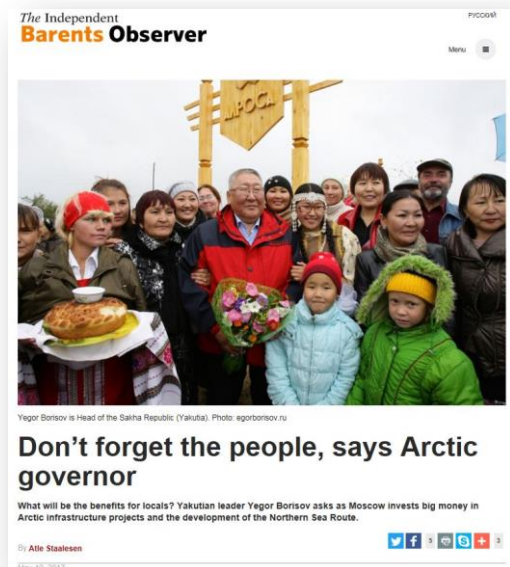 The Independent
Barents Observer
РУССКИЙ
Menu
АЛРОСА
Yegor Borisov is Head of the Sakha Republic (Yakutia). Photo: egorborisov.ru
Don't forget the people, says Arctic
governor
What will be the benefits for locals? Yakutian leader Yegor Borisov asks as Moscow invests big money in
Arctic infrastructure projects and the development of the Northern Sea Route.
By Atle Staalesen
5
3